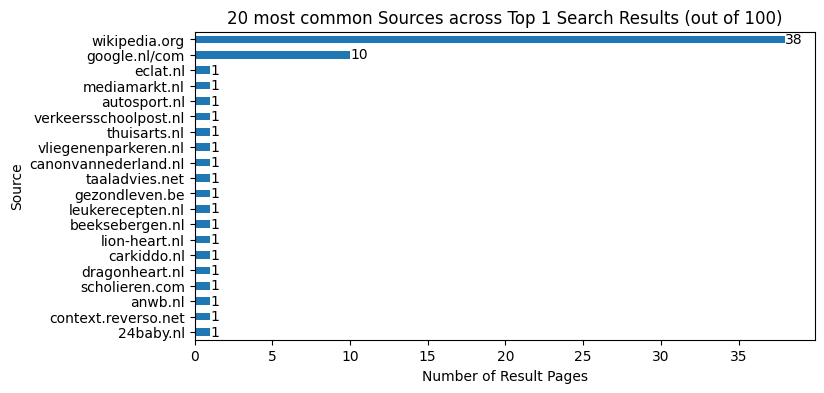 20 most common Sources across Top 1 Search Results (out of 100)
Source
wikipedia.org 38
google.nl/com 10
eclat.nl 1
mediamarkt.nl 1
autosport.nl 1
verkeersschoolpost.nl 1
thuisarts.nl 1
vliegenenparkeren.nl 1
canonvannederland.nl 1
taaladvies.net 1
gezondleven.be 1
leukerecepten.nl 1
beeksebergen.nl 1
lion-heart.nl 1
carkiddo.nl 1
dragonheart.nl 1
scholieren.com 1
anwb.nl 1
context.reverso.net 1
24baby.nl 1
0 5 10 15 20 25 30 35
Number of Result Pages